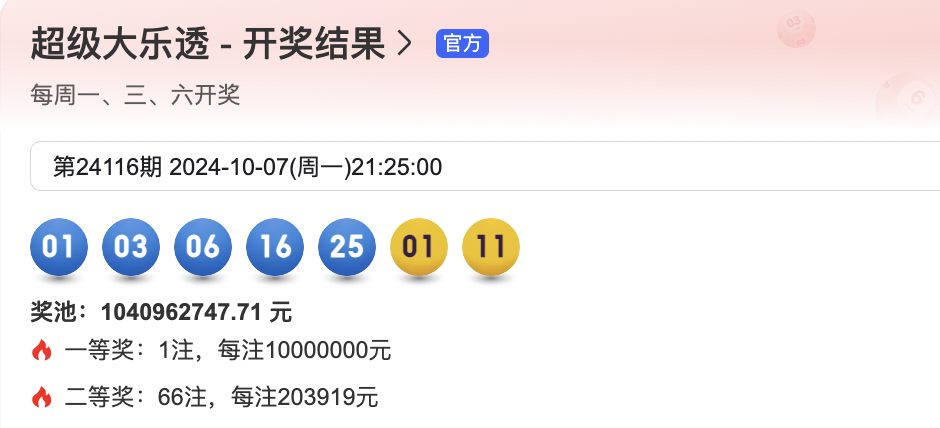 超级大乐透 - 开奖结果 > 官方
每周一、三、六开奖
第24116期 2024-10-07(周一)21:25:00
01 03 06 16 25 01 11
奖池：1040962747.71 元
一等奖：1注，每注10000000元
二等奖：66注，每注203919元